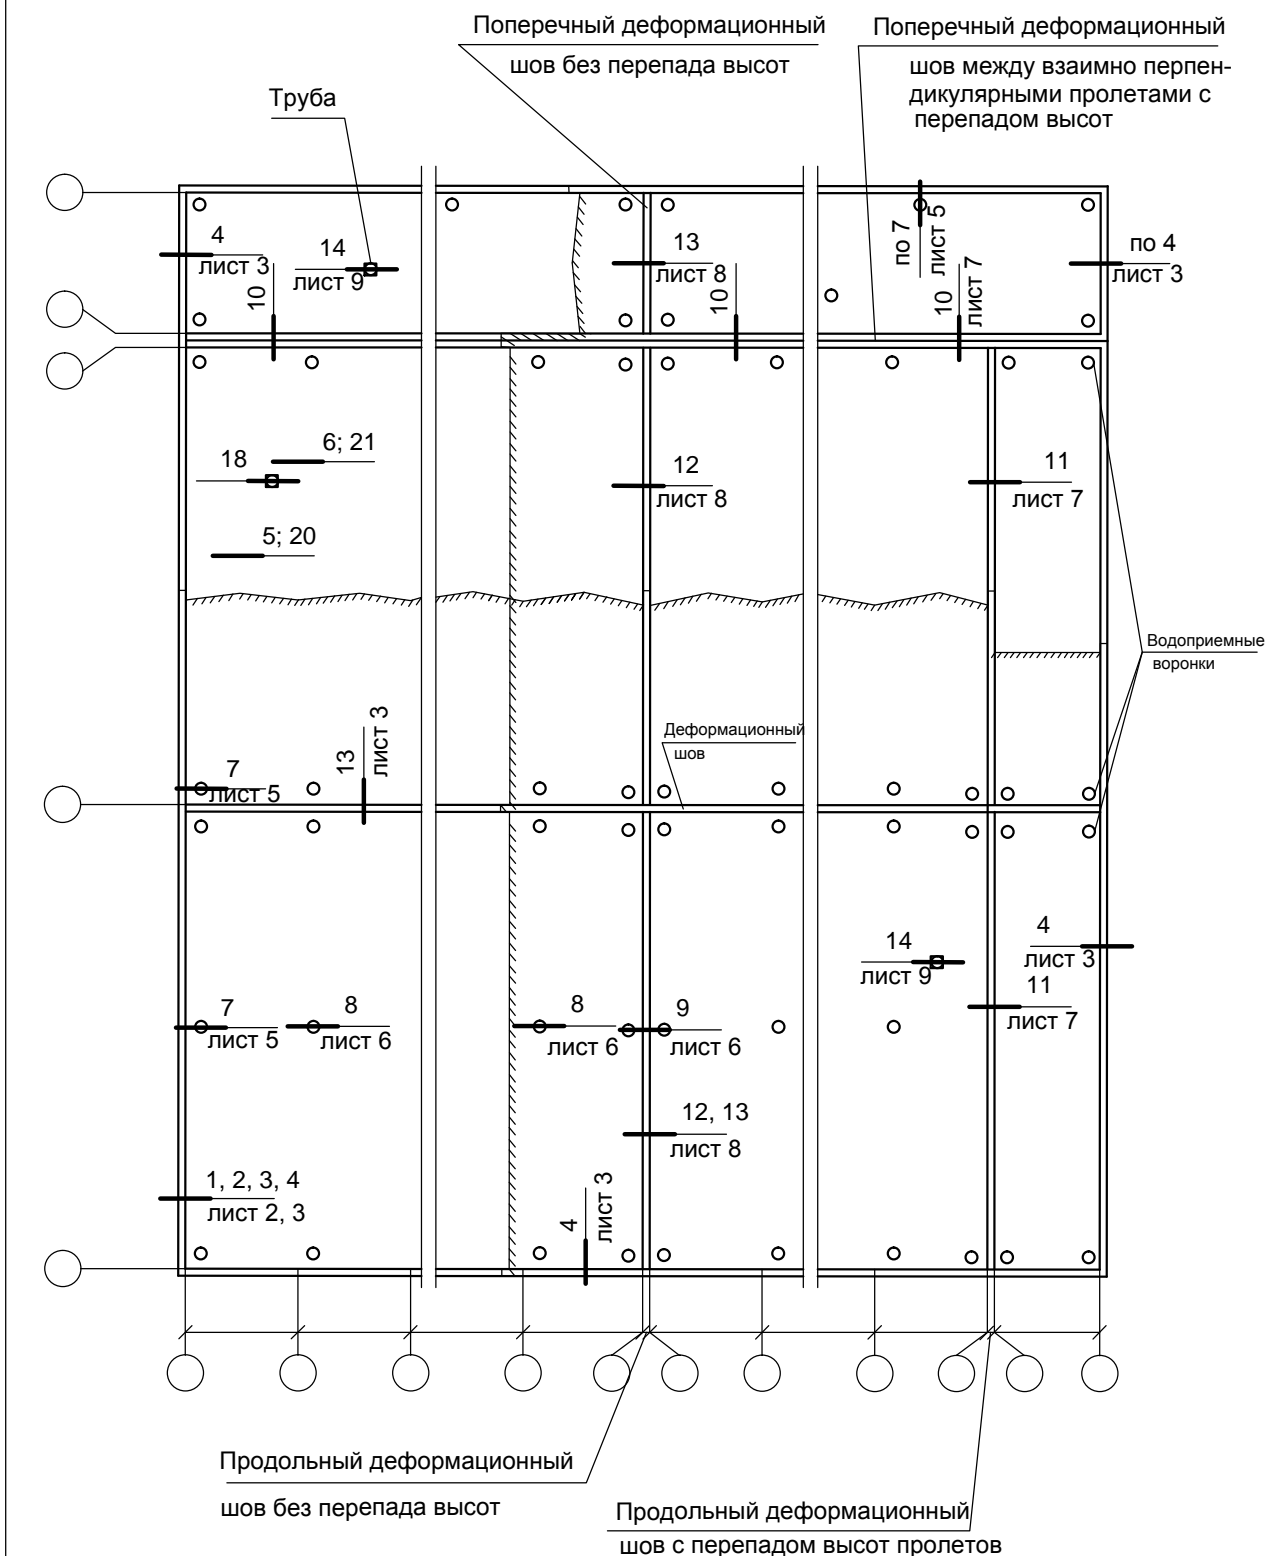 Поперечный деформационный
шов без перепада высот
Поперечный деформационный
шов между взаимно перпен-
дикулярными пролетами с
перепадом высот
Труба
4
лист 3
14
лист 9
10
13
лист 8
10
по 7
лист 5
10
лист 7
по 4
лист 3
6; 21
18
5; 20
12
лист 8
11
лист 7
Водоприемные
воронки
Деформационный
шов
13
лист 3
7
лист 5
14
лист 9
4
лист 3
11
лист 7
7
лист 5
8
лист 6
8
лист 6
9
лист 6
12, 13
лист 8
1, 2, 3, 4
лист 2, 3
4
лист 3
Продольный деформационный
шов без перепада высот
Продольный деформационный
шов с перепадом высот пролетов